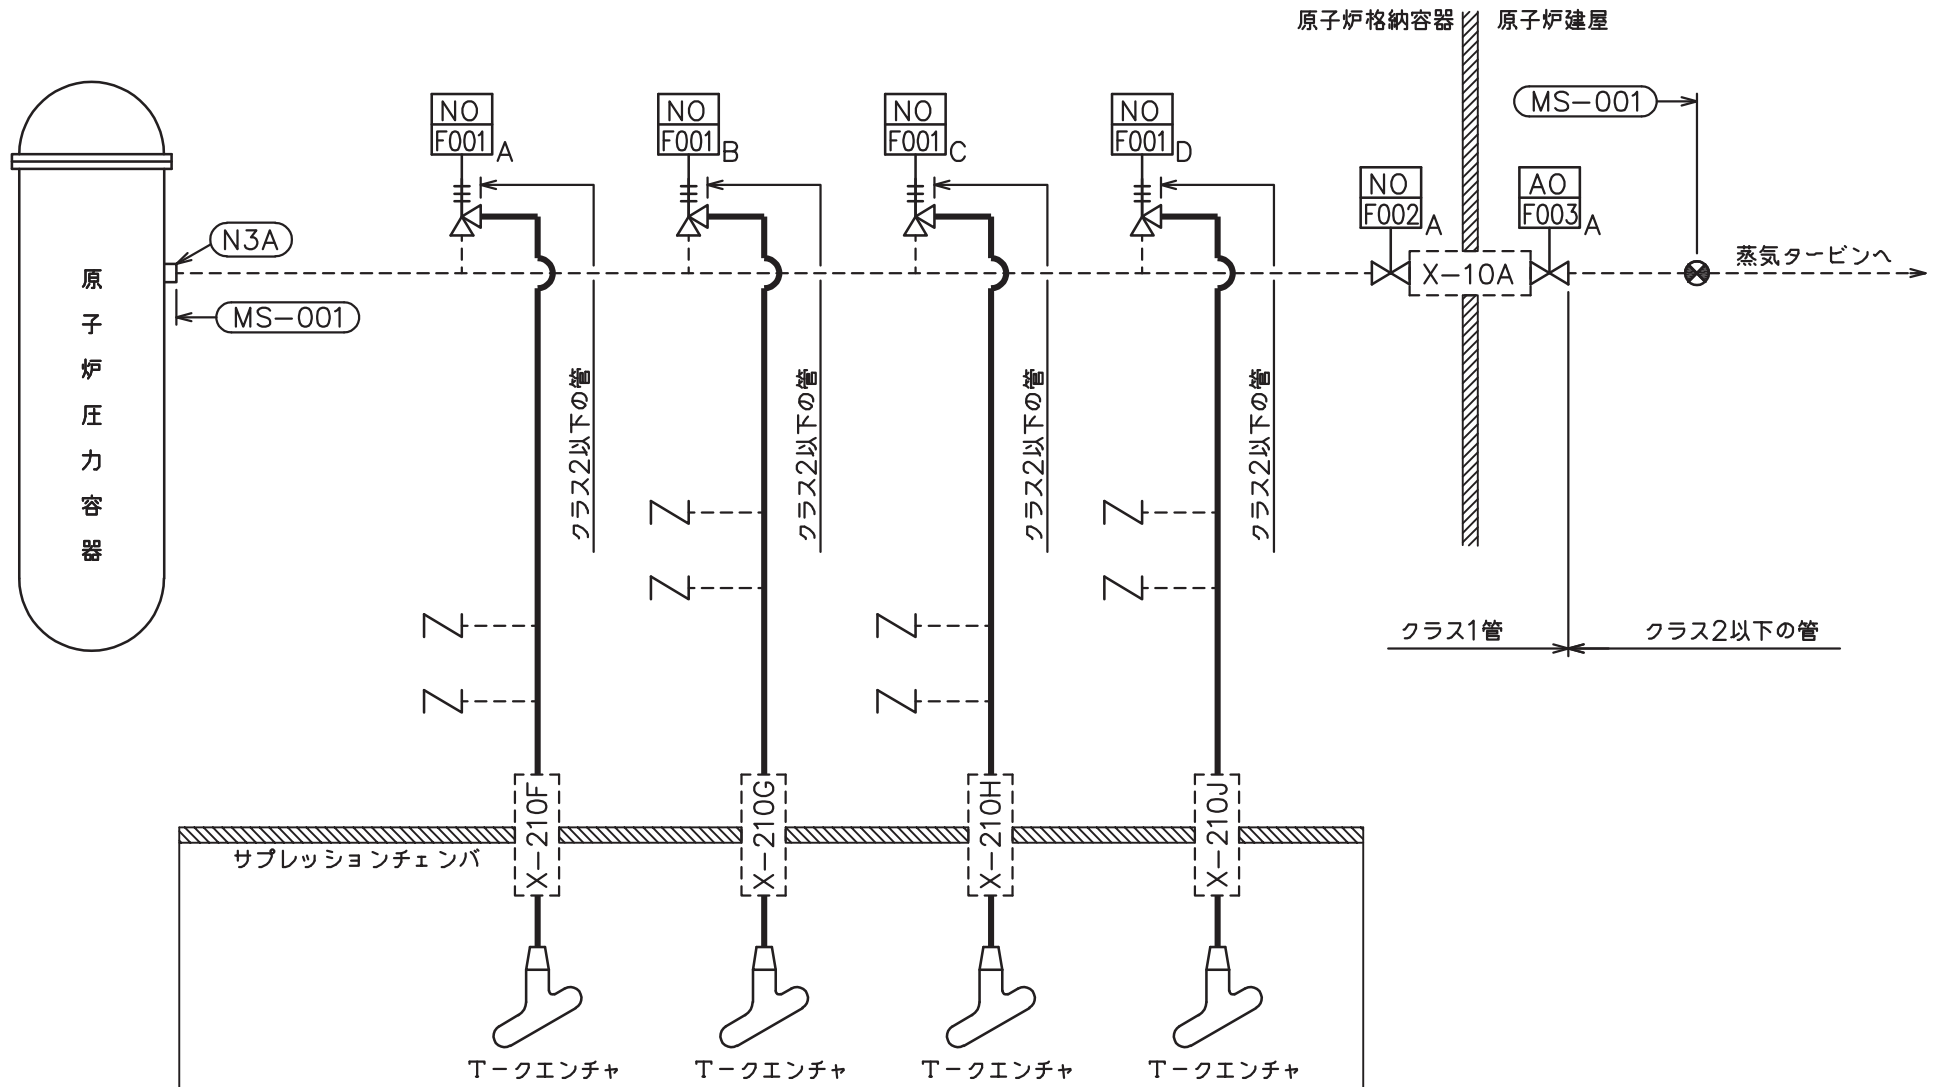 原子炉格納容器
原子炉建屋
NO
F001
A
NO
F001
B
NO
F001
C
NO
F001
D
MS-001
NO
F002
A
AO
F003
A
N3A
MS-001
X-10A
蒸気タービンへ
原子炉圧力容器
クラス2以下の管
クラス2以下の管
クラス2以下の管
クラス2以下の管
クラス1管
クラス2以下の管
X-210F
X-210G
X-210H
X-210J
サプレッションチェンバ
T-クエンチャ
T-クエンチャ
T-クエンチャ
T-クエンチャ